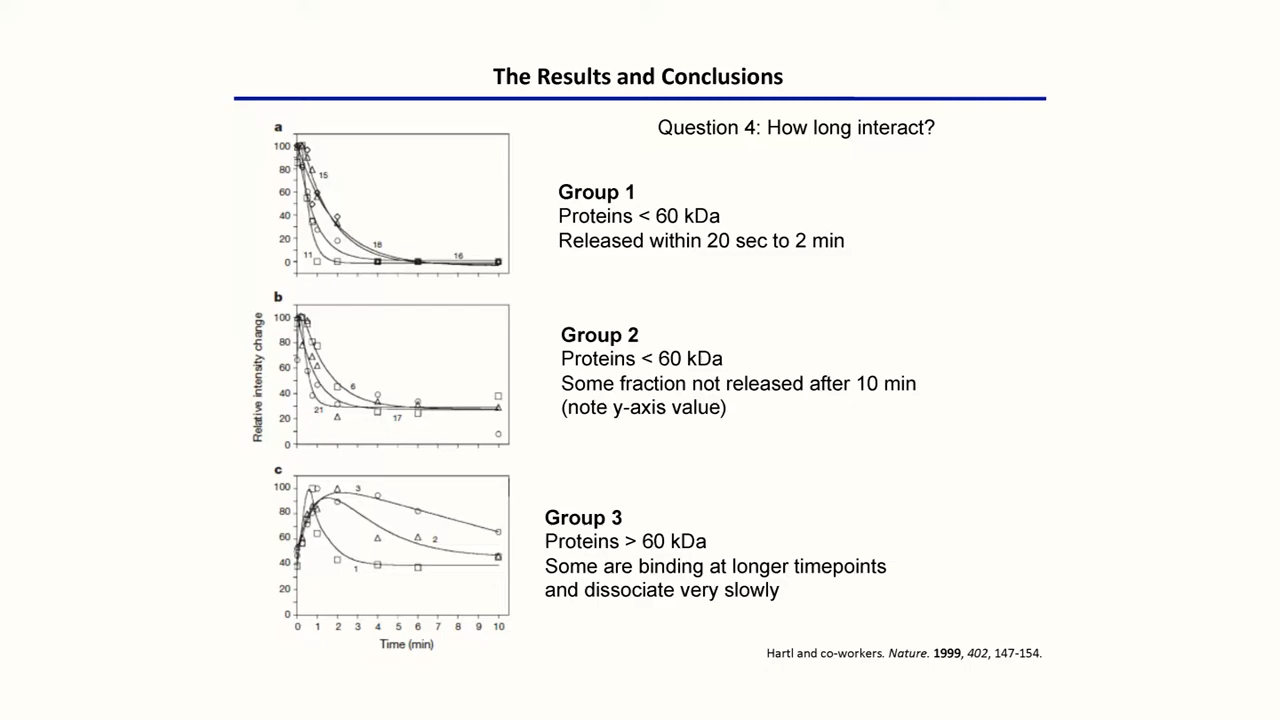 The Results and Conclusions
Question 4: How long interact?
a
100
80
60
40
20
0
15
18
16
11
Group 1
Proteins < 60 kDa
Released within 20 sec to 2 min
b
Relative intensity change
100
80
60
40
20
0
6
21
17
Group 2
Proteins < 60 kDa
Some fraction not released after 10 min
(note y-axis value)
c
100
80
60
40
20
0
3
2
1
0 1 2 3 4 5 6 7 8 9 10
Time (min)
Group 3
Proteins > 60 kDa
Some are binding at longer timepoints
and dissociate very slowly
Hartl and co-workers. Nature. 1999, 402, 147-154.